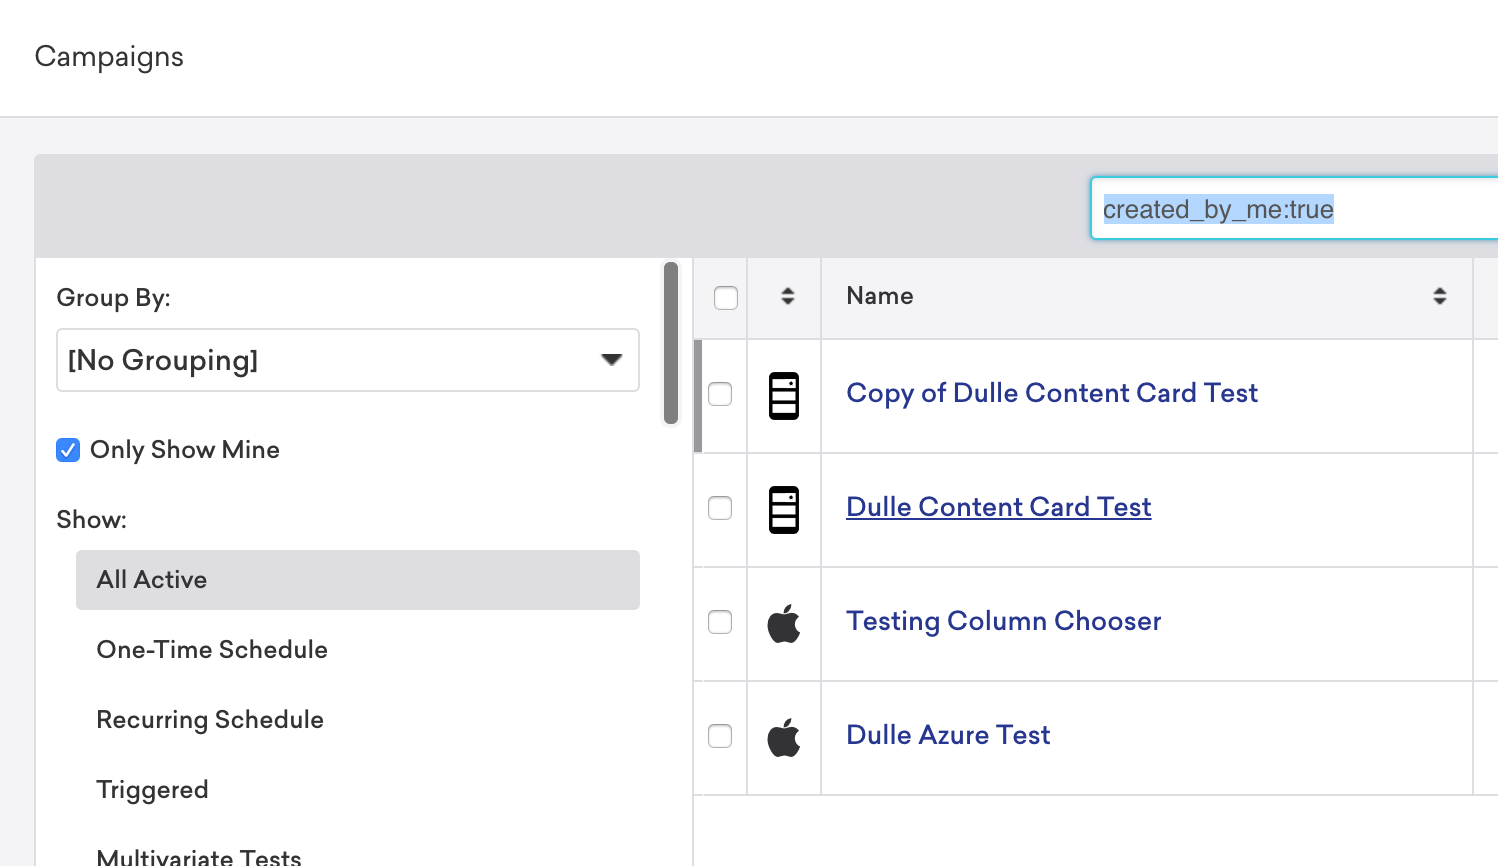 Campaigns
created_by_me:true
Group By:
[No Grouping]
Only Show Mine
Show:
All Active
One-Time Schedule
Recurring Schedule
Triggered
Multivariate Tests
Name
Copy of Dulle Content Card Test
Dulle Content Card Test
Testing Column Chooser
Dulle Azure Test